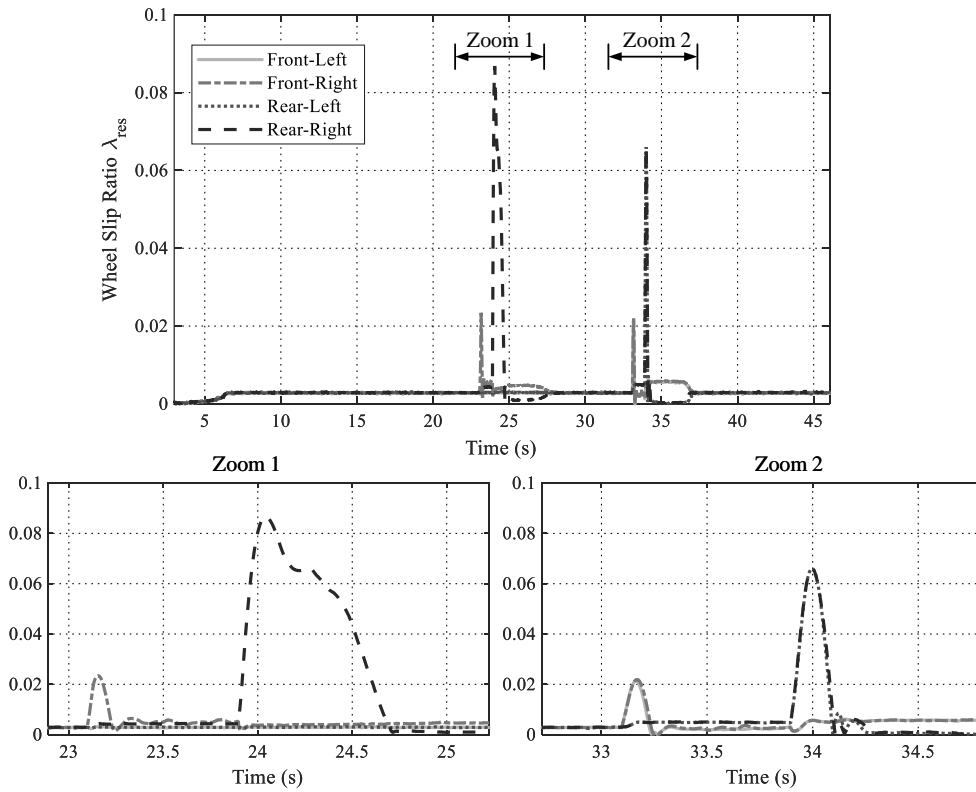 0.1
0.08
0.06
0.04
0.02
0
Wheel Slip Ratio λres
Front-Left
Front-Right
Rear-Left
Rear-Right
Zoom 1
Zoom 2
5 10 15 20 25 30 35 40 45
Time (s)
Zoom 1
0.1
0.08
0.06
0.04
0.02
0
23 23.5 24 24.5 25
Time (s)
Zoom 2
0.1
0.08
0.06
0.04
0.02
0
33 33.5 34 34.5
Time (s)